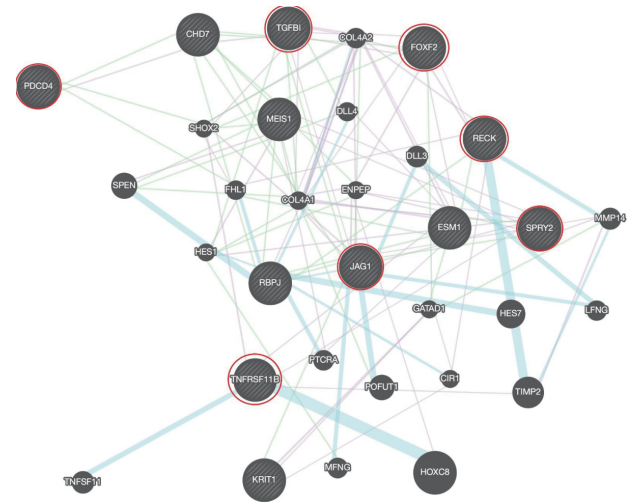 TGFBI
CHD7
COL4A2
FOXF2
PDCD4
DLL4
MEIS1
SHOX2
RECK
DLL3
SPEN
FHL1
ENPEP
COL4A1
MMP14
ESM1
SPRY2
HES1
JAG1
RBPJ
GATAD1
HES7
LFNG
PTCRA
TNFRSF11B
CIR1
POFUT1
TIMP2
MFNG
HOXC8
KRIT1
TNFSF11